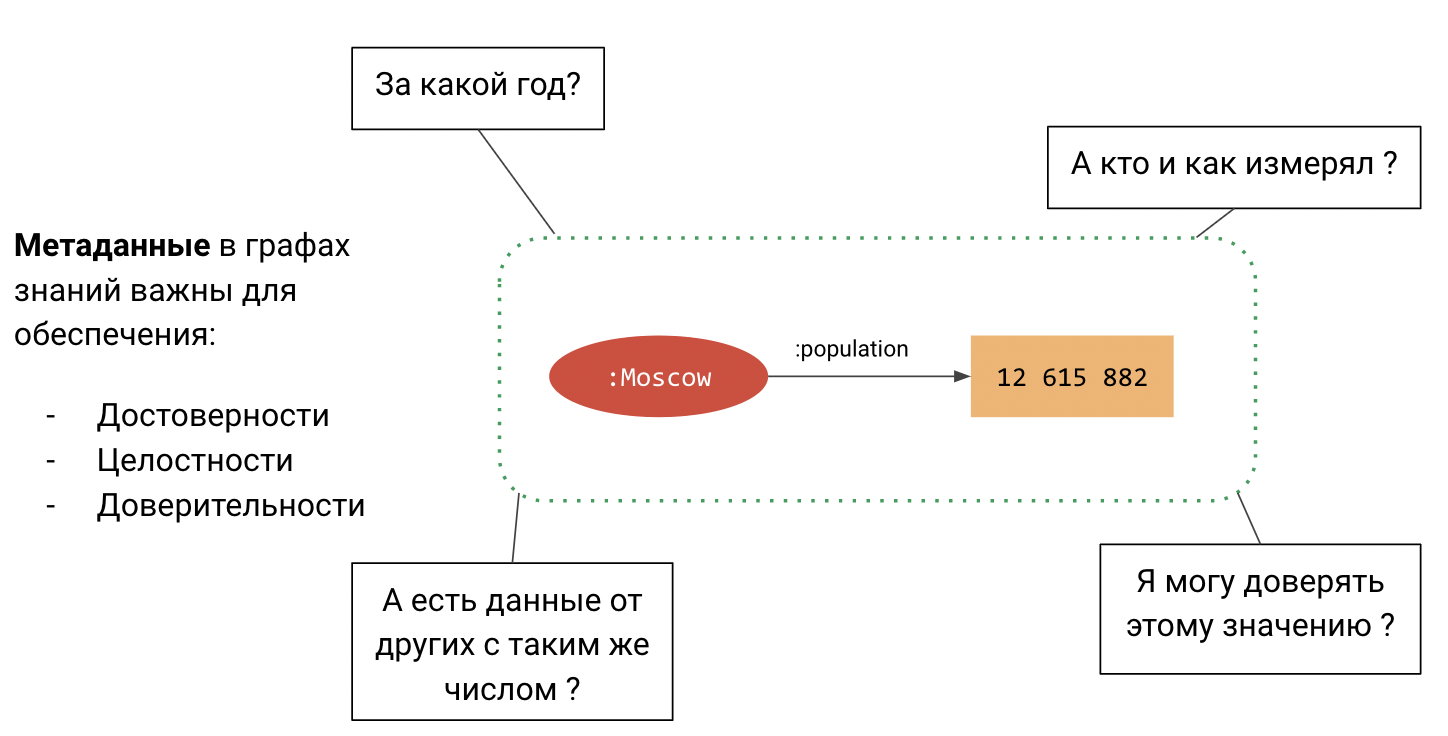 За какой год?
А кто и как измерял ?
Метаданные в графах
знаний важны для
обеспечения:
- Достоверности
- Целостности
- Доверительности
:Moscow
:population
12 615 882
А есть данные от
других с таким же
числом ?
Я могу доверять
этому значению ?